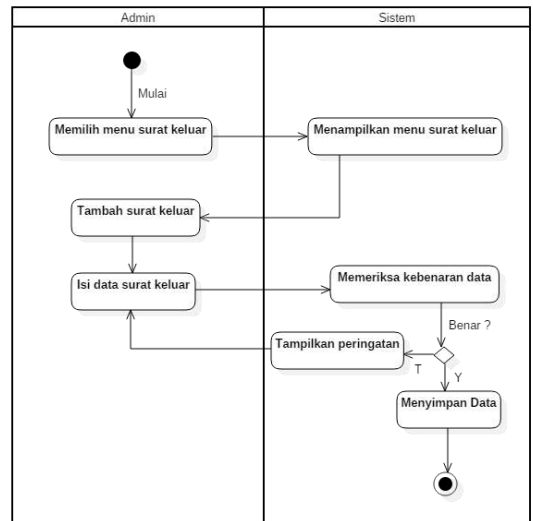 Admin
Sistem
Mulai
Memilih menu surat keluar
Menampilkan menu surat keluar
Tambah surat keluar
Isi data surat keluar
Memeriksa kebenaran data
Benar ?
Tampilkan peringatan
T
Y
Menyimpan Data